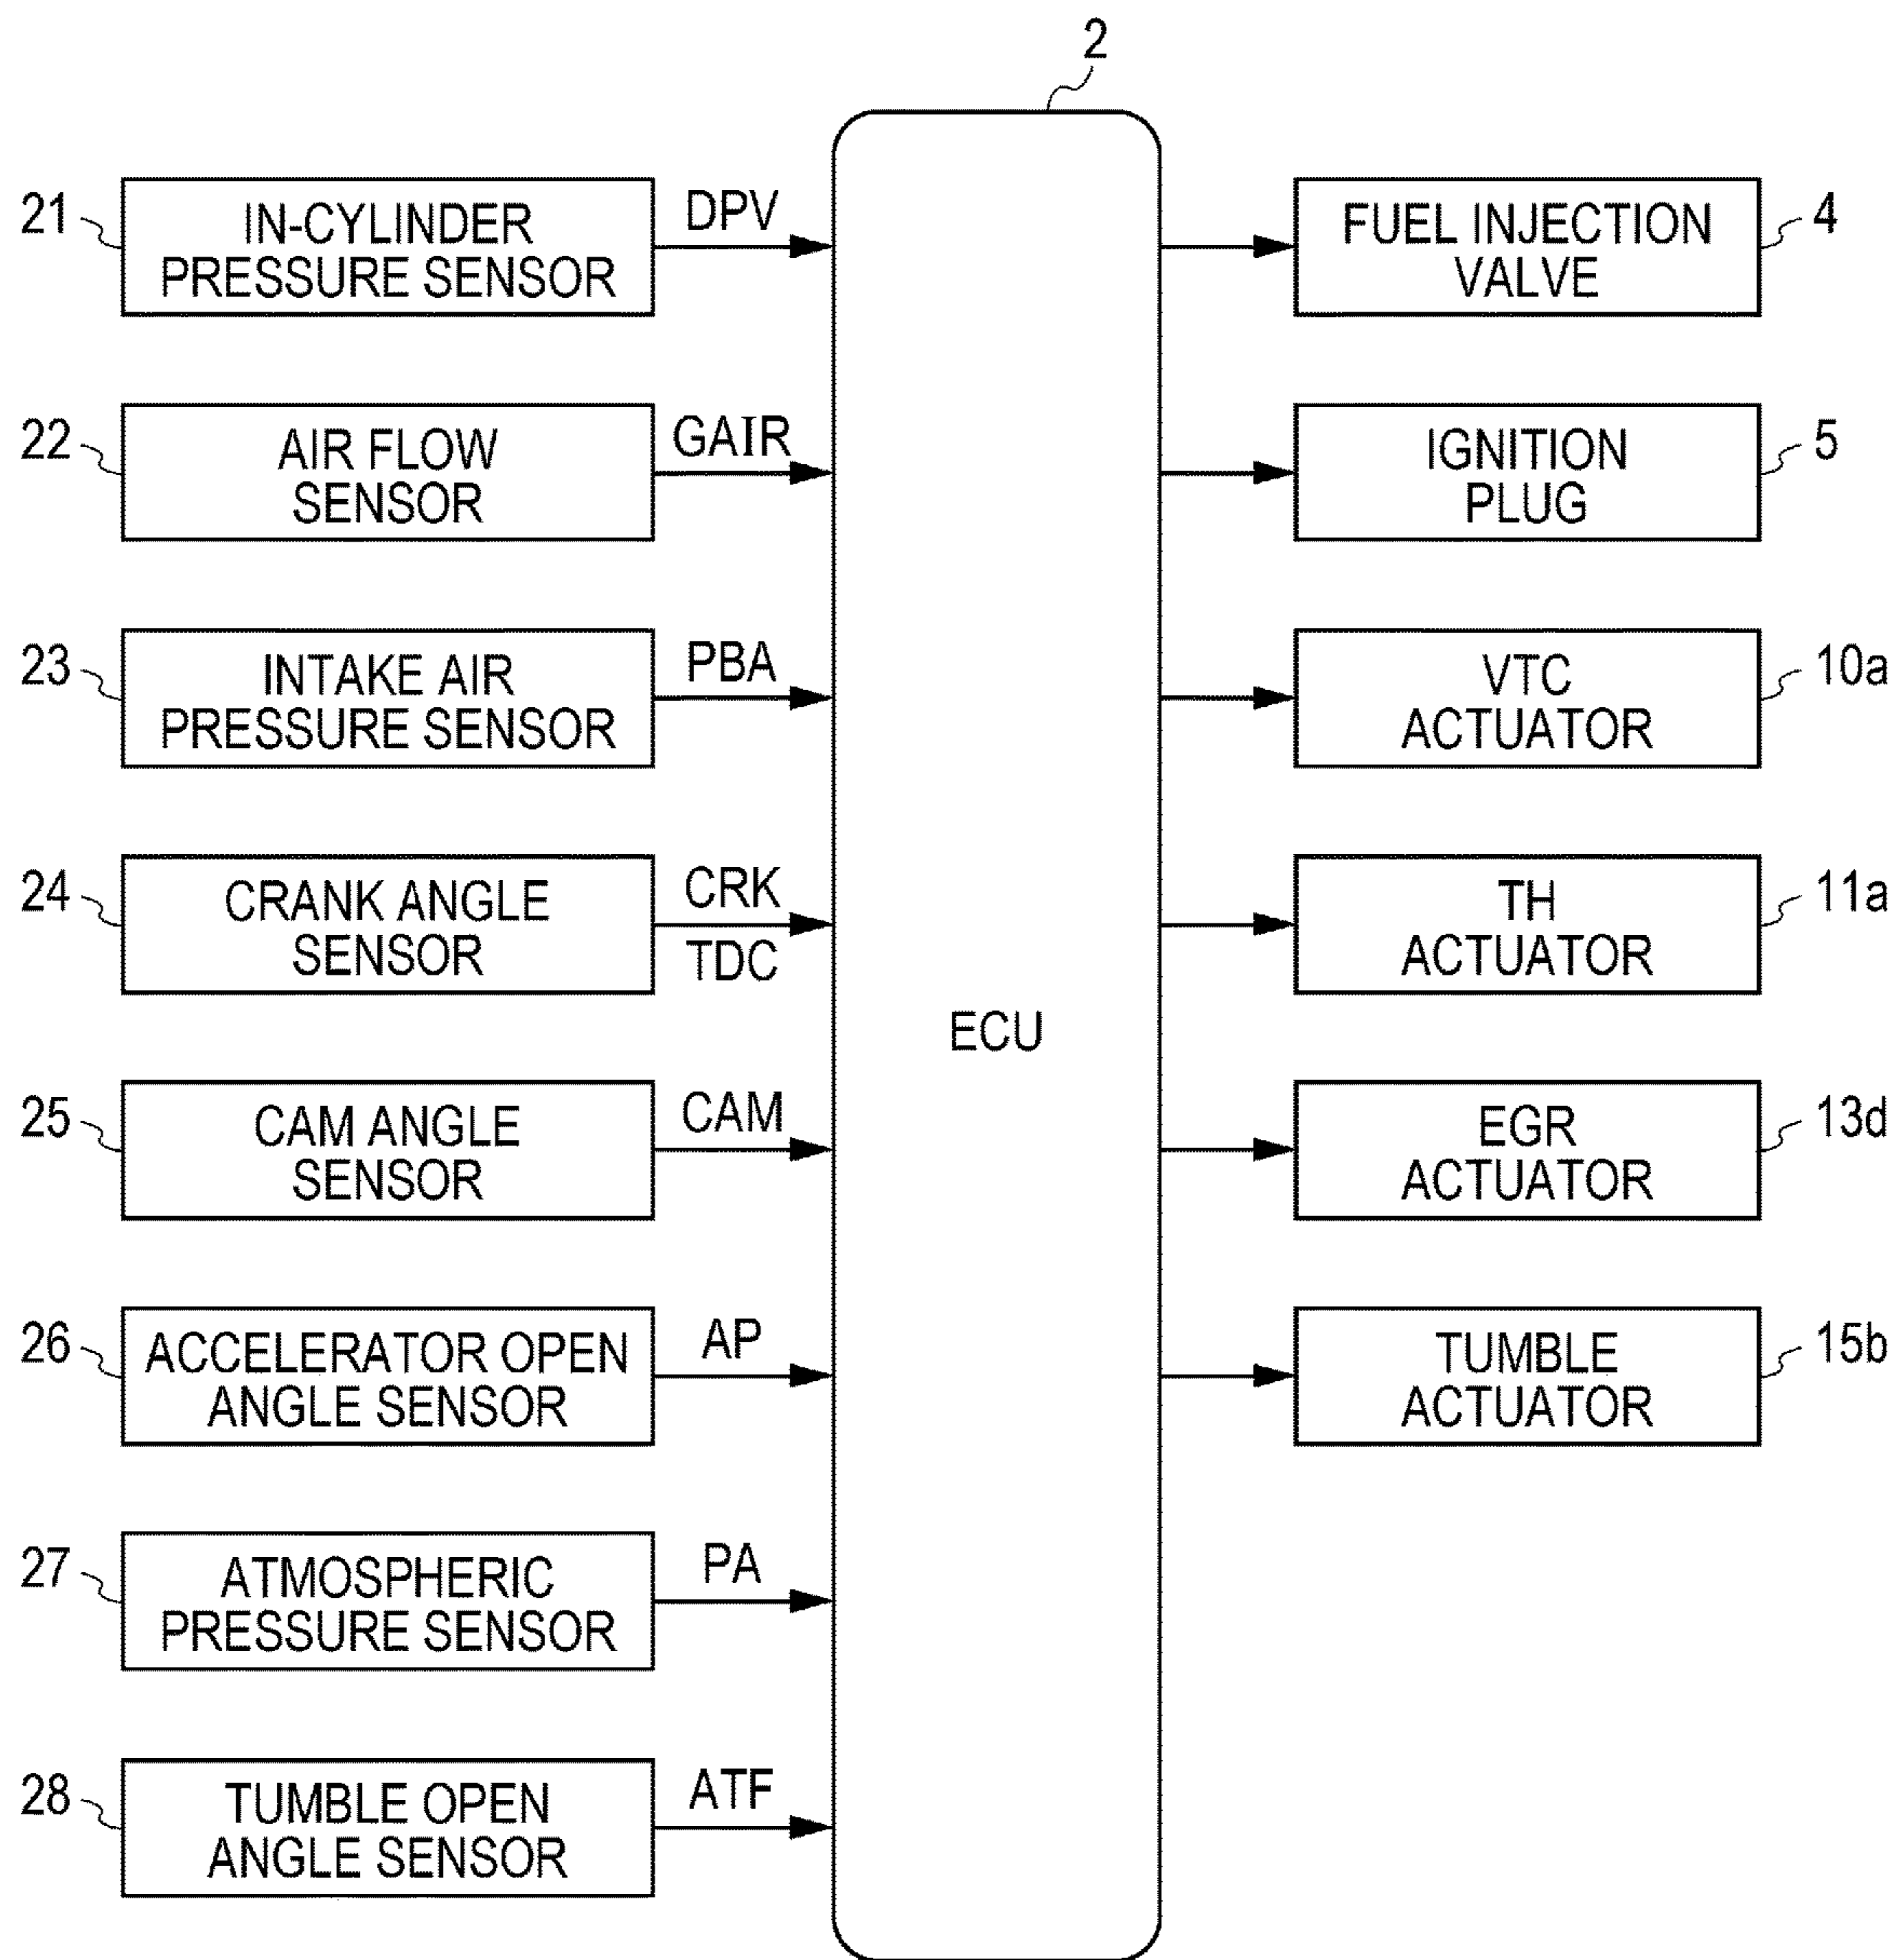 2
21
IN-CYLINDER
PRESSURE SENSOR
DPV
FUEL INJECTION
VALVE
4
22
AIR FLOW
SENSOR
GAIR
IGNITION
PLUG
5
23
INTAKE AIR
PRESSURE SENSOR
PBA
VTC
ACTUATOR
10a
24
CRANK ANGLE
SENSOR
CRK
TDC
TH
ACTUATOR
11a
ECU
25
CAM ANGLE
SENSOR
CAM
EGR
ACTUATOR
13d
26
ACCELERATOR OPEN
ANGLE SENSOR
AP
TUMBLE
ACTUATOR
15b
27
ATMOSPHERIC
PRESSURE SENSOR
PA
28
TUMBLE OPEN
ANGLE SENSOR
ATF